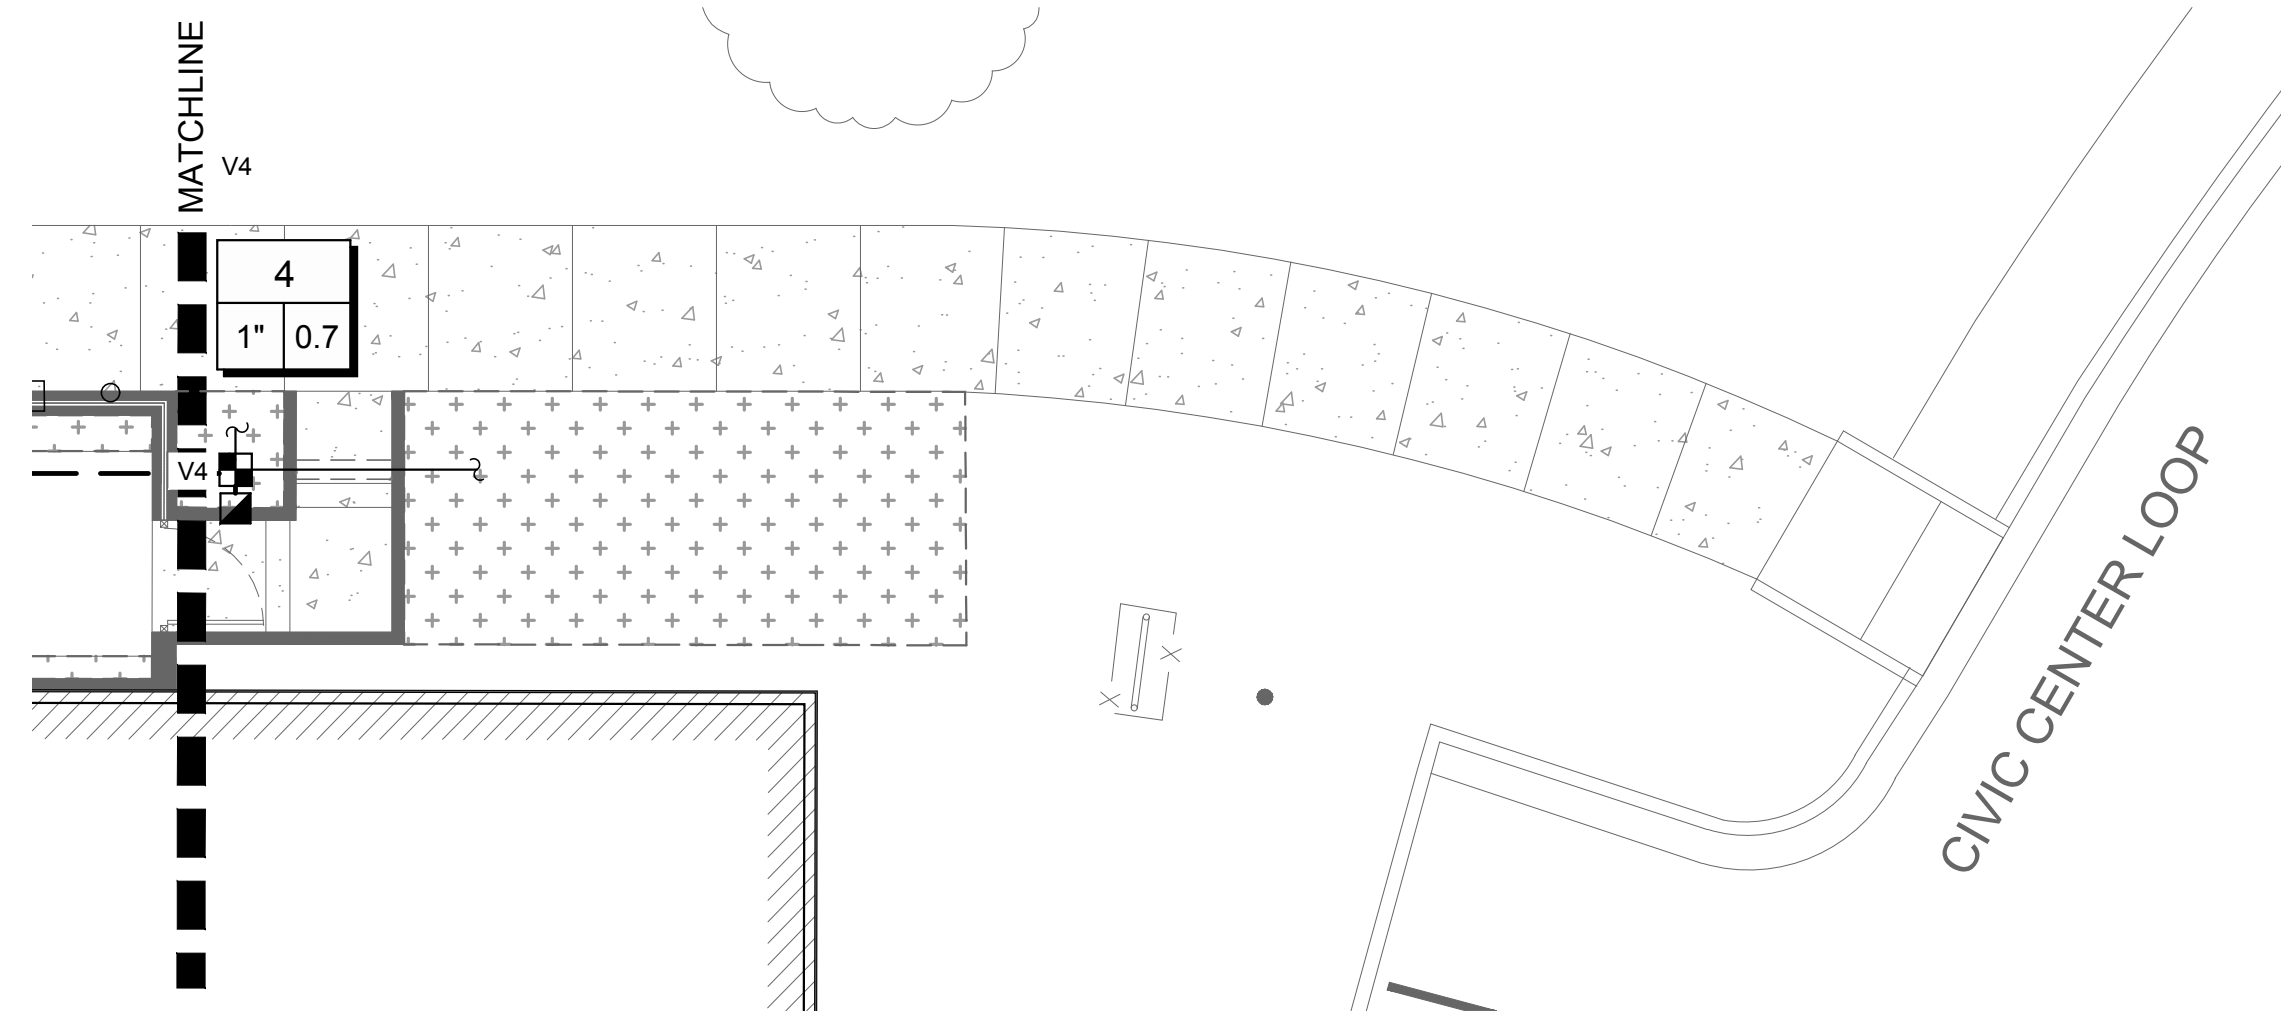 MATCHLINE
V4
4
1" 0.7
V4
CIVIC CENTER LOOP